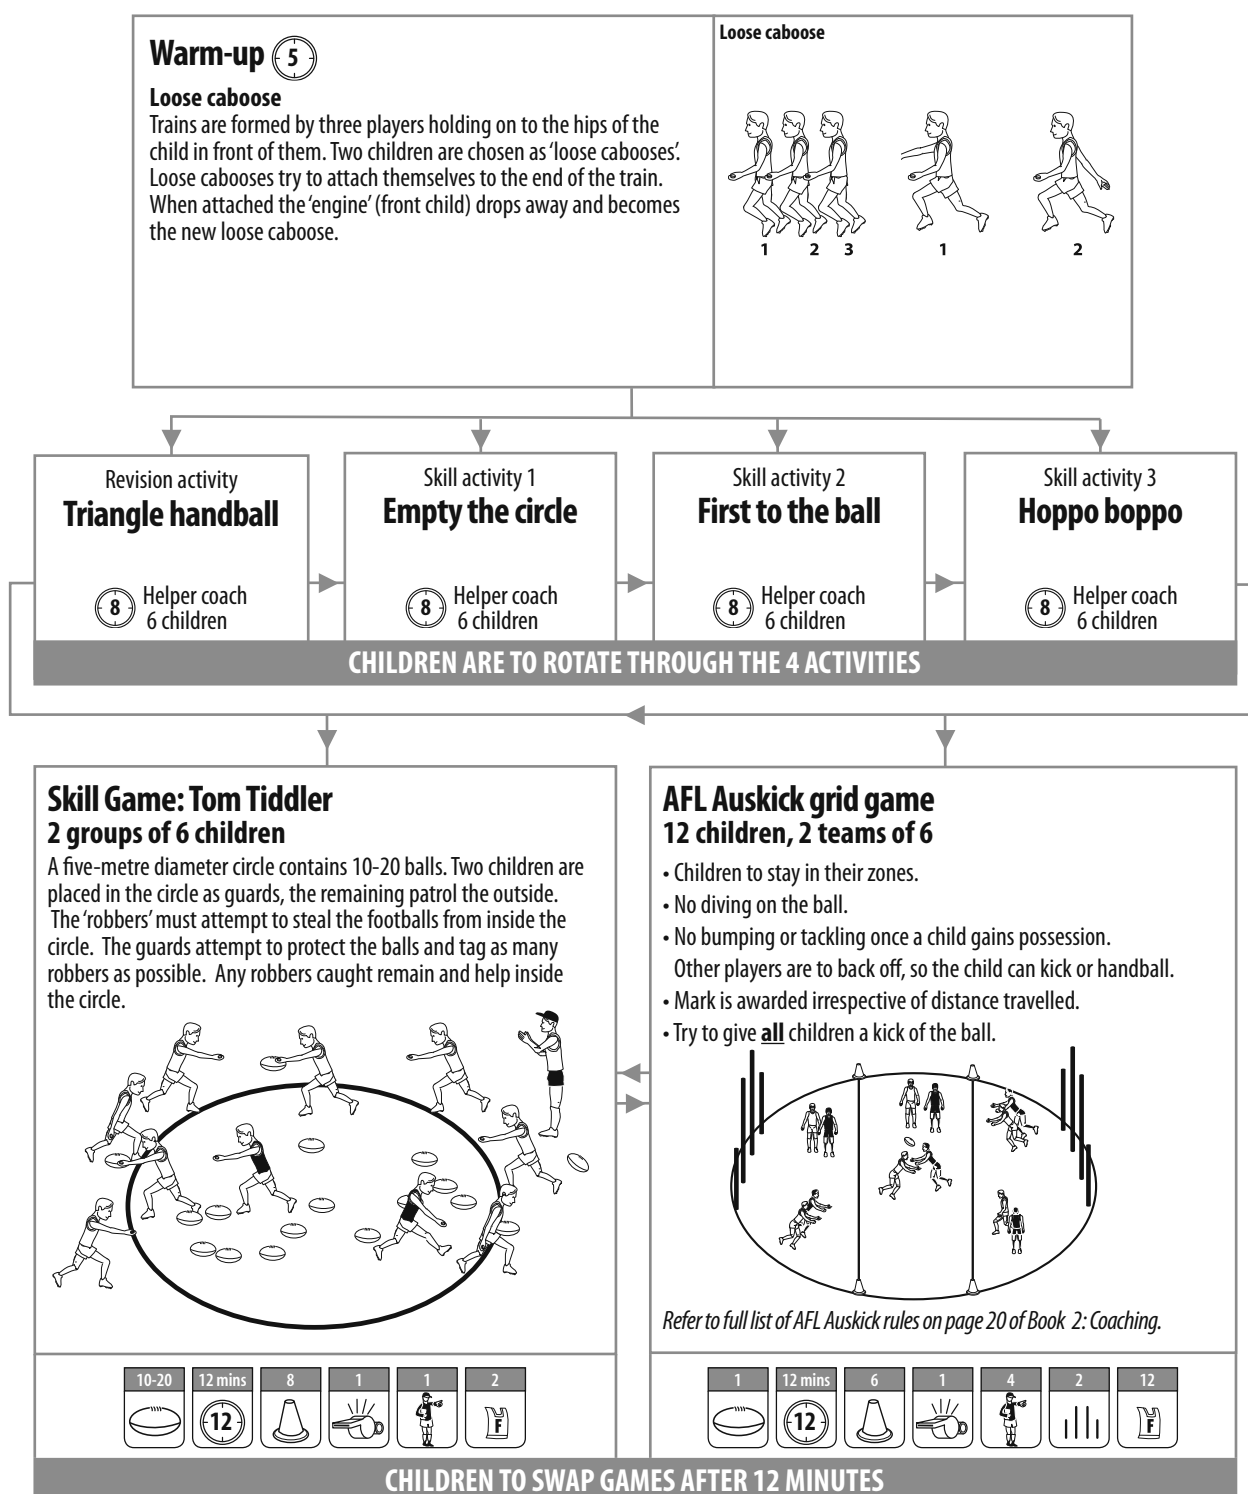 Warm-up 5
Loose caboose
Trains are formed by three players holding on to the hips of the
child in front of them. Two children are chosen as ‘loose cabooses’.
Loose cabooses try to attach themselves to the end of the train.
When attached the ‘engine’ (front child) drops away and becomes
the new loose caboose.
Loose caboose
1 2 3 1 2
Revision activity
Triangle handball
8 Helper coach
6 children
Skill activity 1
Empty the circle
8 Helper coach
6 children
Skill activity 2
First to the ball
8 Helper coach
6 children
Skill activity 3
Hoppo boppo
8 Helper coach
6 children
CHILDREN ARE TO ROTATE THROUGH THE 4 ACTIVITIES
Skill Game: Tom Tiddler
2 groups of 6 children
A five-metre diameter circle contains 10-20 balls. Two children are
placed in the circle as guards, the remaining patrol the outside.
The ‘robbers’ must attempt to steal the footballs from inside the
circle. The guards attempt to protect the balls and tag as many
robbers as possible. Any robbers caught remain and help inside
the circle.
10-20 12 mins 8 1 1 2
12 F
AFL Auskick grid game
12 children, 2 teams of 6
• Children to stay in their zones.
• No diving on the ball.
• No bumping or tackling once a child gains possession.
Other players are to back off, so the child can kick or handball.
• Mark is awarded irrespective of distance travelled.
• Try to give all children a kick of the ball.
Refer to full list of AFL Auskick rules on page 20 of Book 2: Coaching.
1 12 mins 6 1 4 2 12
12 F
CHILDREN TO SWAP GAMES AFTER 12 MINUTES